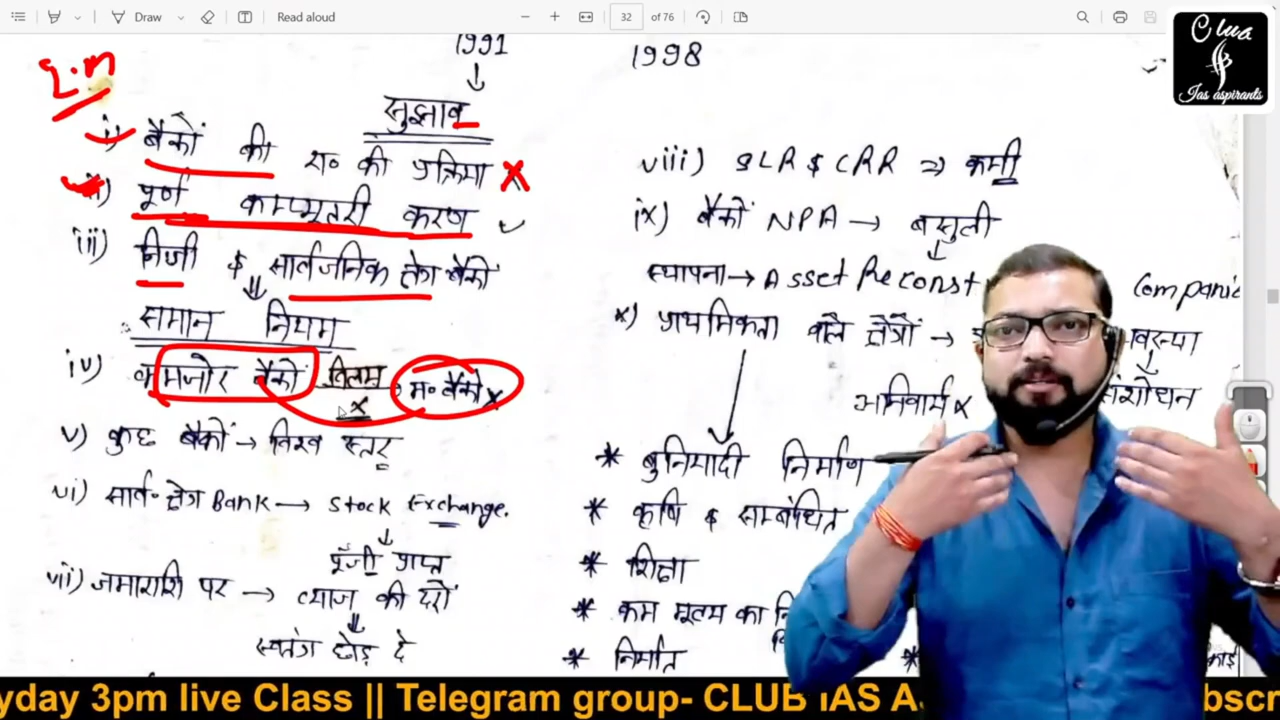 Draw
Read aloud
32 of 76
Club
Ias aspirants
L.M
1991
1998
सुझाव
i) बैकों की रा० की प्रक्रिया X
ii) पूर्ण कम्प्यूतरी करण
iii) निजी & सार्वजनिक क्षेत्र बैकों
समान नियम
iv) कमजोर बैकों विलय म० बैंको X
X
v) कुछ बैकों → विश्व स्तर
vi) सार्व० क्षेत्र Bank → Stock Exchange.
पूँजी प्राप्त
vii) जमाराशि पर → व्याज की दरों
स्वतंत्र छोड़ दे
viii) SLR & CRR ⇒ कमी
ix) बैकों NPA → वसूली
स्थापना → Asset Reconst Companie
x) प्राथमिकता वाले क्षेत्रों →
अनिवार्य X संशोधन
* बुनियादी निर्माण
* कृषि & सम्बंधित
* शिक्षा
* कम मूल्य का
* निर्यात
yday 3pm live Class || Telegram group- CLUB IAS A bscr